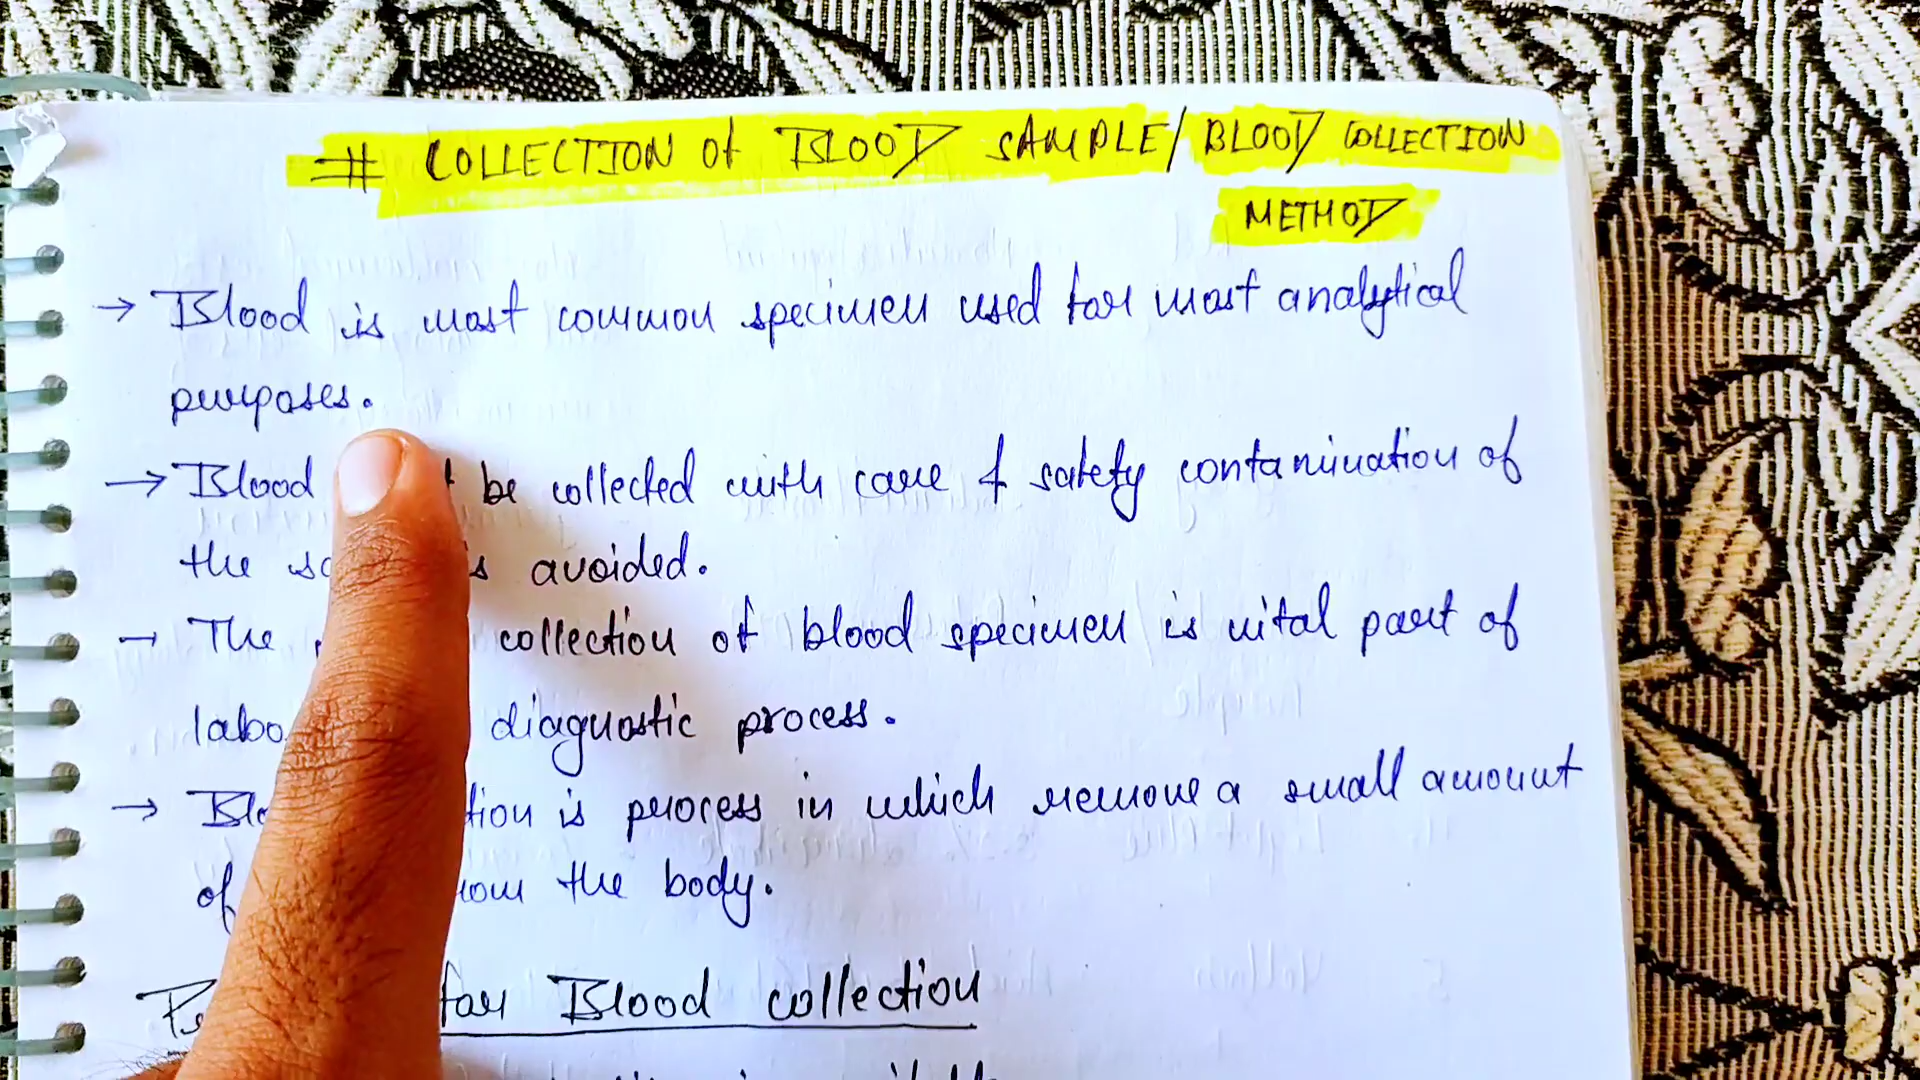 # COLLECTION Of BLOOD SAMPLE/ BLOOD COLLECTION
METHOD
→ Blood is most common specimen used for most analytical
purposes.
→ Blood be collected with care & safety contamination of
the is avoided.
→ The collection of blood specimen is vital part of
diagnostic process.
→ is process in which remove a small amount
of the body.
for Blood collection